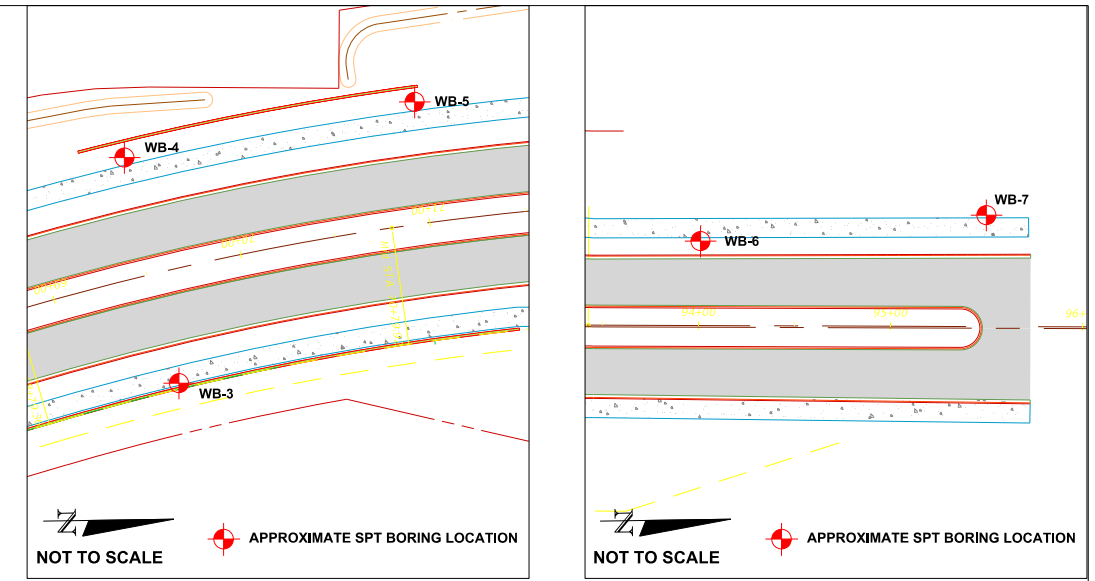 WB-5
WB-4
WB-3
N
NOT TO SCALE
APPROXIMATE SPT BORING LOCATION
WB-7
WB-6
94+00
95+00
96+
N
NOT TO SCALE
APPROXIMATE SPT BORING LOCATION